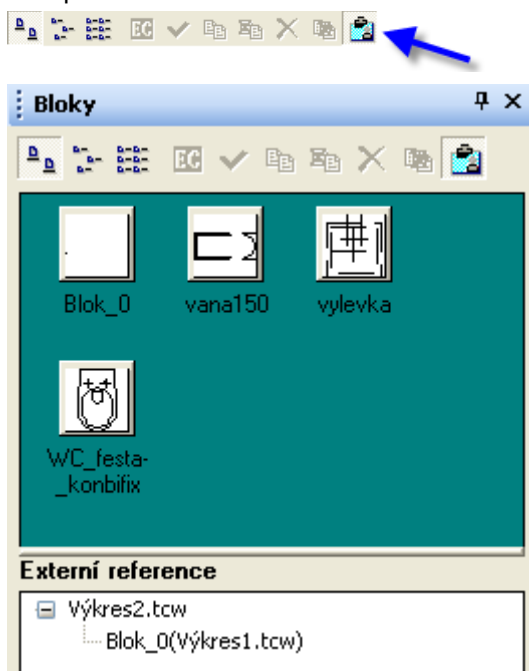 Bloky
Blok_0 vana150 vylevka
WC_festa-
_konbifix
Externí reference
Výkres2.tcw
Blok_0(Výkres1.tcw)